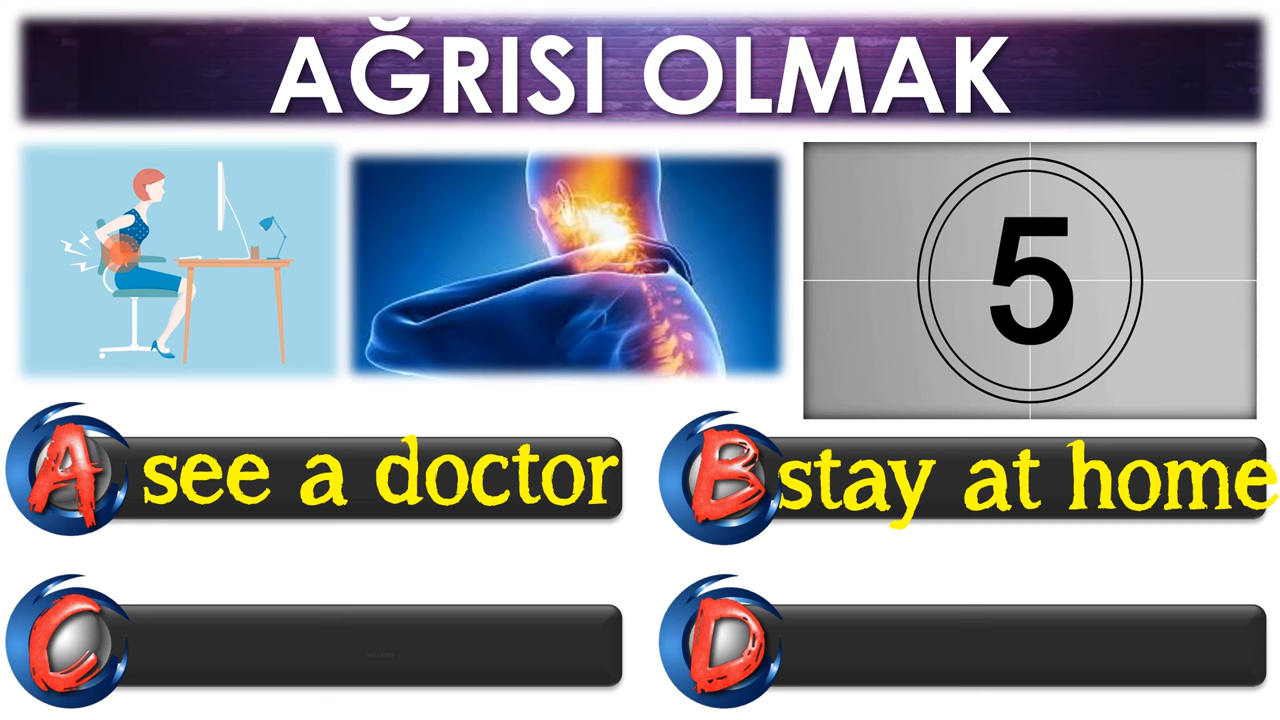 AĞRISI OLMAK
5
A see a doctor
B stay at home
C
D